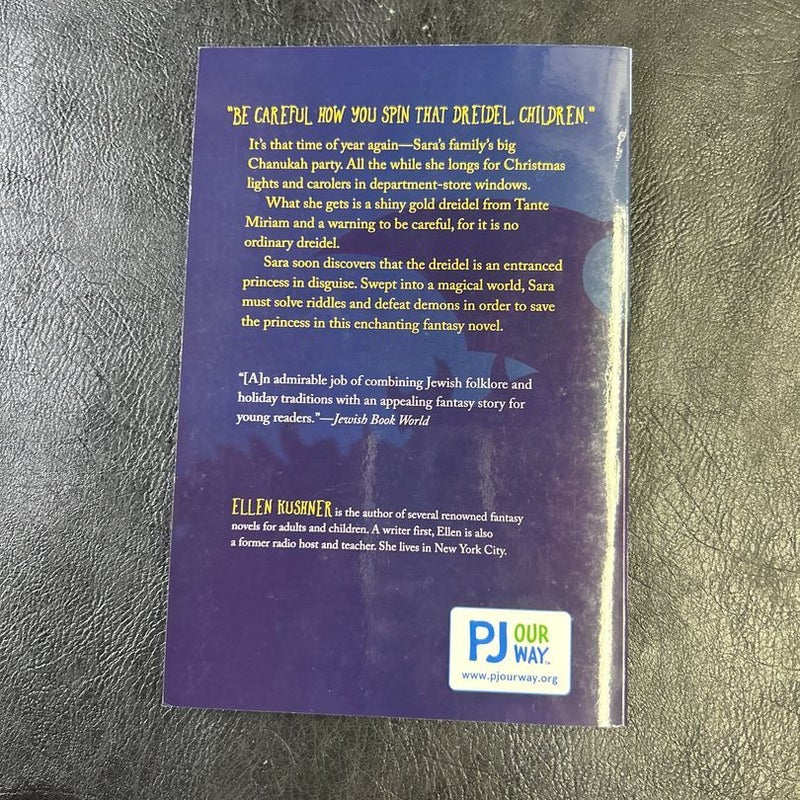 "BE CAREFUL HOW YOU SPIN THAT DREIDEL, CHILDREN."
It's that time of year again—Sara's family's big
Chanukah party. All the while she longs for Christmas
lights and carolers in department-store windows.
What she gets is a shiny gold dreidel from Tante
Miriam and a warning to be careful, for it is no
ordinary dreidel.
Sara soon discovers that the dreidel is an entranced
princess in disguise. Swept into a magical world, Sara
must solve riddles and defeat demons in order to save
the princess in this enchanting fantasy novel.
"[A]n admirable job of combining Jewish folklore and
holiday traditions with an appealing fantasy story for
young readers."—Jewish Book World
ELLEN KUSHNER is the author of several renowned fantasy
novels for adults and children. A writer first, Ellen is also
a former radio host and teacher. She lives in New York City.
PJ OUR
WAY™
www.pjourway.org